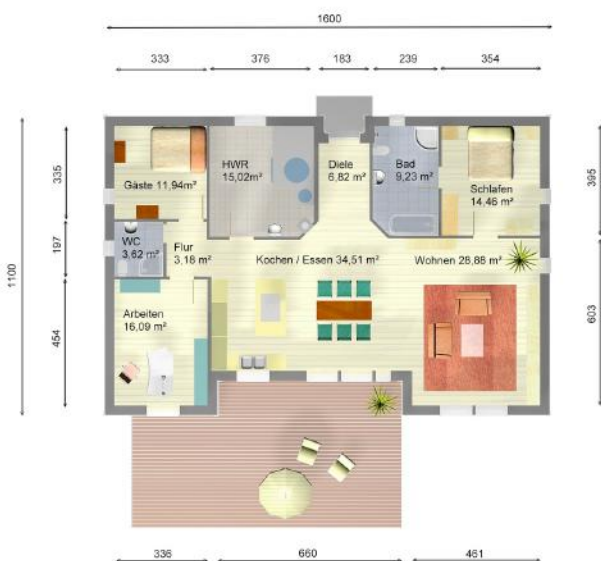 1600
333 376 183 239 354
1100
335
197
454
395
603
Gäste 11,94m²
HWR
15,02m²
Diele
6,82 m²
Bad
9,23 m²
Schlafen
14,46 m²
WC
3,62 m²
Flur
3,18 m²
Kochen / Essen 34,51 m²
Wohnen 28,88 m²
Arbeiten
16,09 m²
336 660 461